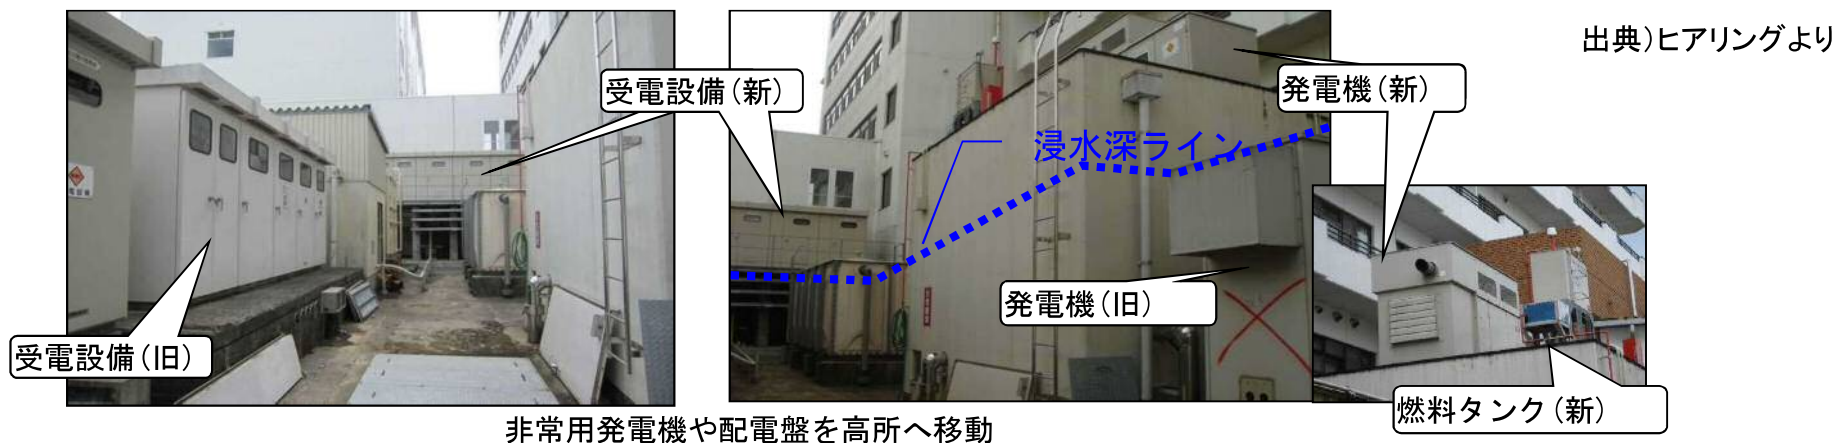 出典)ヒアリングより
受電設備(新)
発電機(新)
浸水深ライン
発電機(旧)
受電設備(旧)
燃料タンク(新)
非常用発電機や配電盤を高所へ移動